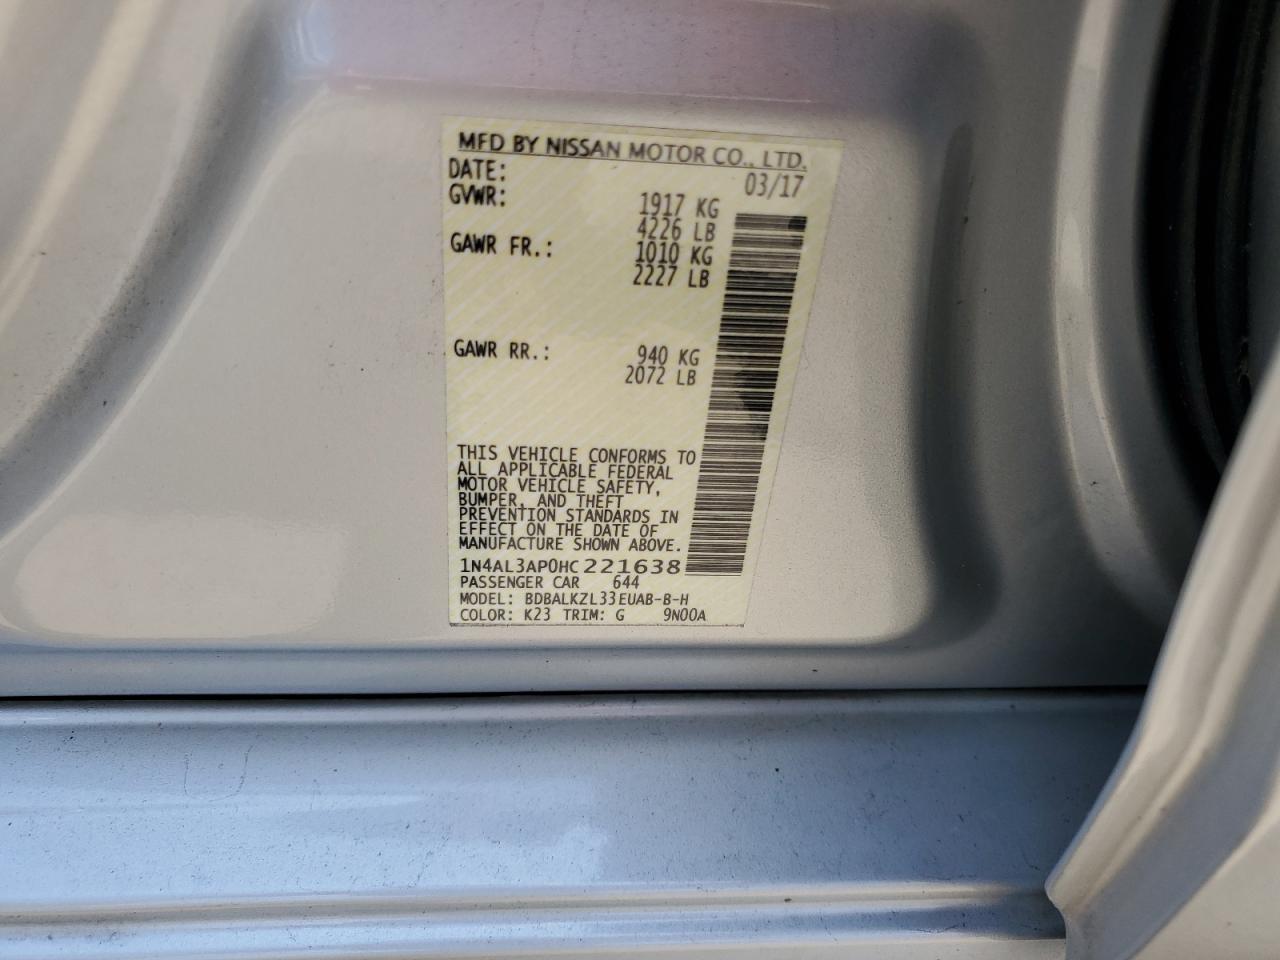 MFD BY NISSAN MOTOR CO., LTD.
DATE: 03/17
GVWR: 1917 KG
4226 LB
GAWR FR.: 1010 KG
2227 LB
GAWR RR.: 940 KG
2072 LB
THIS VEHICLE CONFORMS TO
ALL APPLICABLE FEDERAL
MOTOR VEHICLE SAFETY,
BUMPER, AND THEFT
PREVENTION STANDARDS IN
EFFECT ON THE DATE OF
MANUFACTURE SHOWN ABOVE.
1N4AL3AP0HC221638
PASSENGER CAR 644
MODEL: BDBALKZL33EUAB-B-H
COLOR: K23 TRIM: G 9N00A